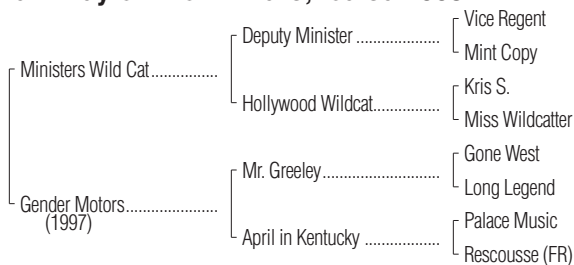 Vice Regent
Deputy Minister
Mint Copy
Ministers Wild Cat
Kris S.
Hollywood Wildcat
Miss Wildcatter
Gone West
Mr. Greeley
Long Legend
Gender Motors
(1997)
Palace Music
April in Kentucky
Rescousse (FR)